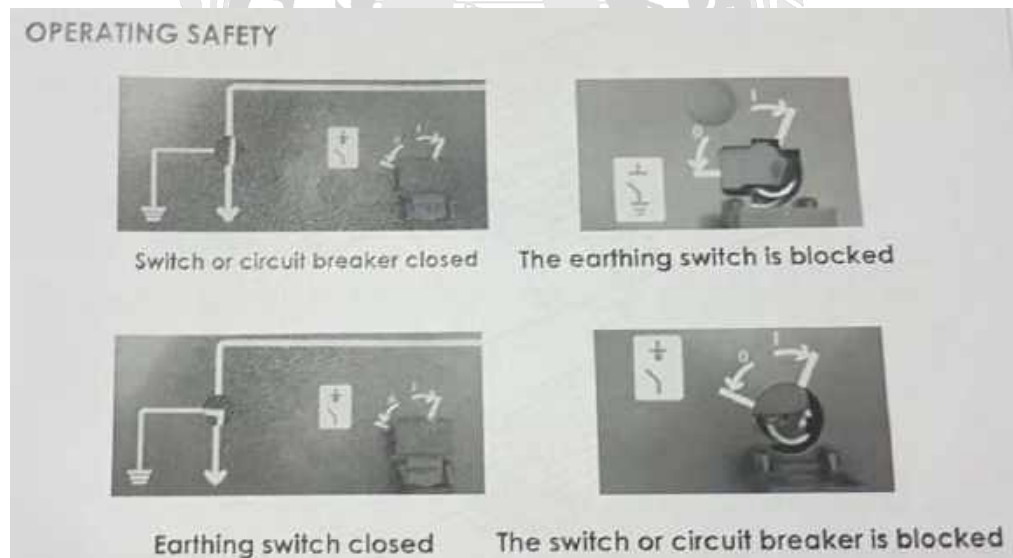 OPERATING SAFETY
Switch or circuit breaker closed
The earthing switch is blocked
Earthing switch closed
The switch or circuit breaker is blocked